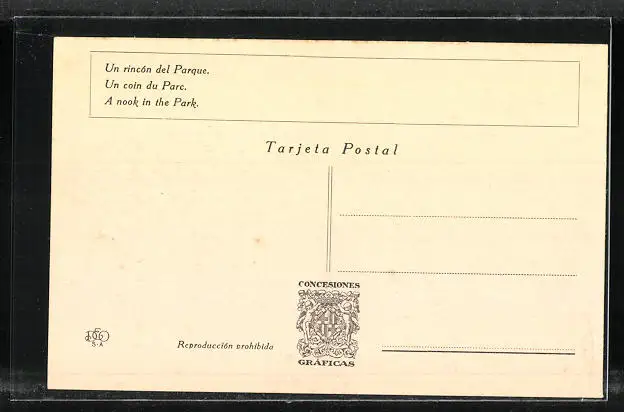 Un rincón del Parque.
Un coin du Parc.
A nook in the Park.
Tarjeta Postal
CONCESIONES
GRÁFICAS
Reproducción prohibida
S·A